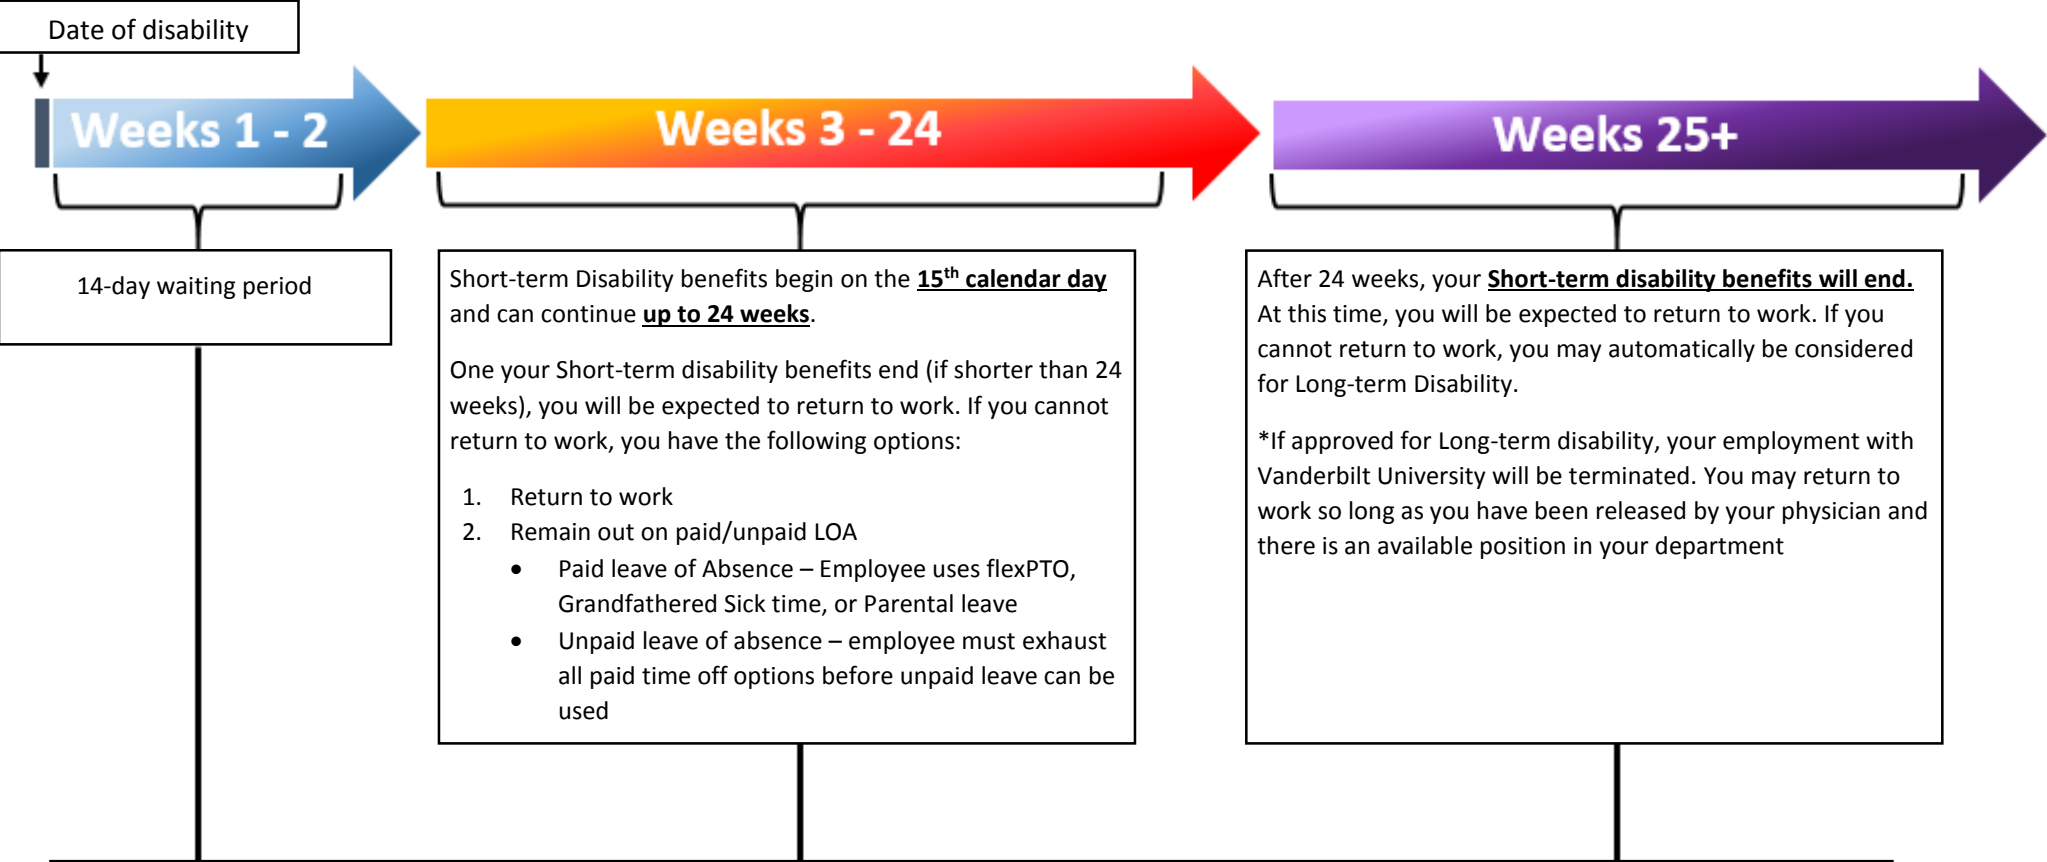 Date of disability
Weeks 1 - 2
Weeks 3 - 24
Weeks 25+
14-day waiting period
Short-term Disability benefits begin on the 15th calendar day
and can continue up to 24 weeks.
One your Short-term disability benefits end (if shorter than 24
weeks), you will be expected to return to work. If you cannot
return to work, you have the following options:
1. Return to work
2. Remain out on paid/unpaid LOA
• Paid leave of Absence – Employee uses flexPTO,
Grandfathered Sick time, or Parental leave
• Unpaid leave of absence – employee must exhaust
all paid time off options before unpaid leave can be
used
After 24 weeks, your Short-term disability benefits will end.
At this time, you will be expected to return to work. If you
cannot return to work, you may automatically be considered
for Long-term Disability.
*If approved for Long-term disability, your employment with
Vanderbilt University will be terminated. You may return to
work so long as you have been released by your physician and
there is an available position in your department